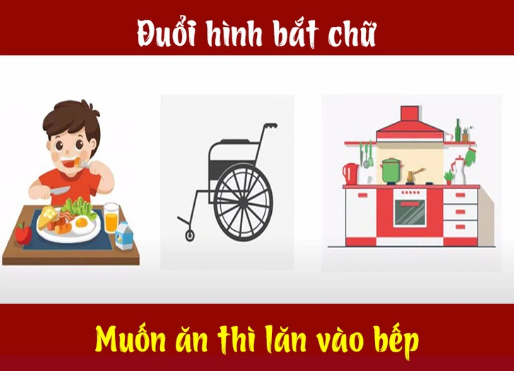 Đuổi hình bắt chữ
Muốn ăn thì lăn vào bếp